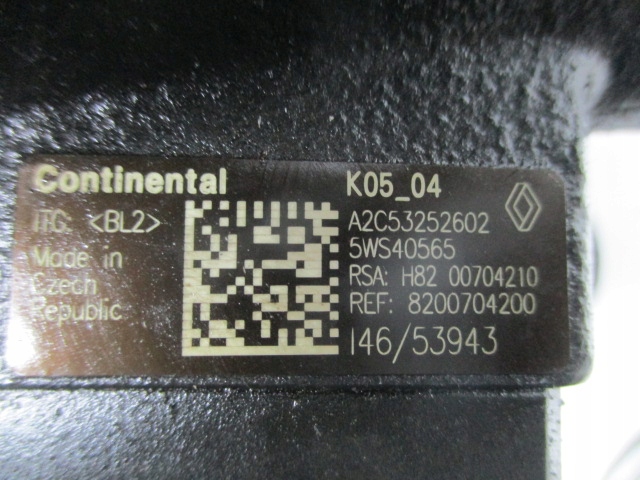 Continental
ITG: <BL2>
Made in
Czech
Republic
K05_04
A2C53252602
5WS40565
RSA: H82 00704210
REF: 8200704200
I46/53943